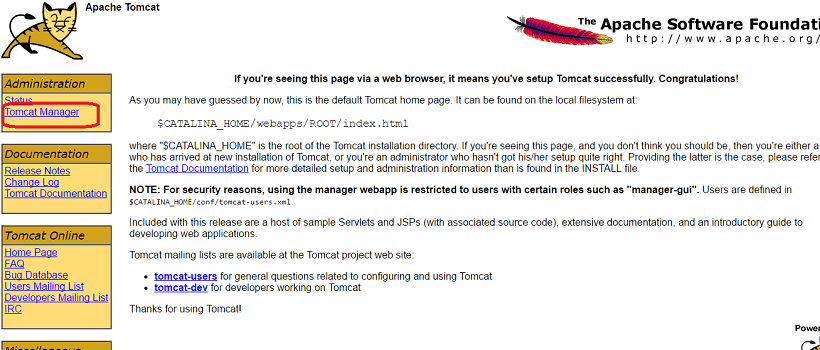 Apache Tomcat
The Apache Software Foundati
http://www.apache.org/
Administration
Status
Tomcat Manager
Documentation
Release Notes
Change Log
Tomcat Documentation
Tomcat Online
Home Page
FAQ
Bug Database
Users Mailing List
Developers Mailing List
IRC
Miscellaneous
If you're seeing this page via a web browser, it means you've setup Tomcat successfully. Congratulations!
As you may have guessed by now, this is the default Tomcat home page. It can be found on the local filesystem at:
$CATALINA_HOME/webapps/ROOT/index.html
where "$CATALINA_HOME" is the root of the Tomcat installation directory. If you're seeing this page, and you don't think you should be, then you're either a
who has arrived at new installation of Tomcat, or you're an administrator who hasn't got his/her setup quite right. Providing the latter is the case, please refer
the Tomcat Documentation for more detailed setup and administration information than is found in the INSTALL file.
NOTE: For security reasons, using the manager webapp is restricted to users with certain roles such as "manager-gui". Users are defined in
$CATALINA_HOME/conf/tomcat-users.xml.
Included with this release are a host of sample Servlets and JSPs (with associated source code), extensive documentation, and an introductory guide to
developing web applications.
Tomcat mailing lists are available at the Tomcat project web site:
• tomcat-users for general questions related to configuring and using Tomcat
• tomcat-dev for developers working on Tomcat
Thanks for using Tomcat!
Power